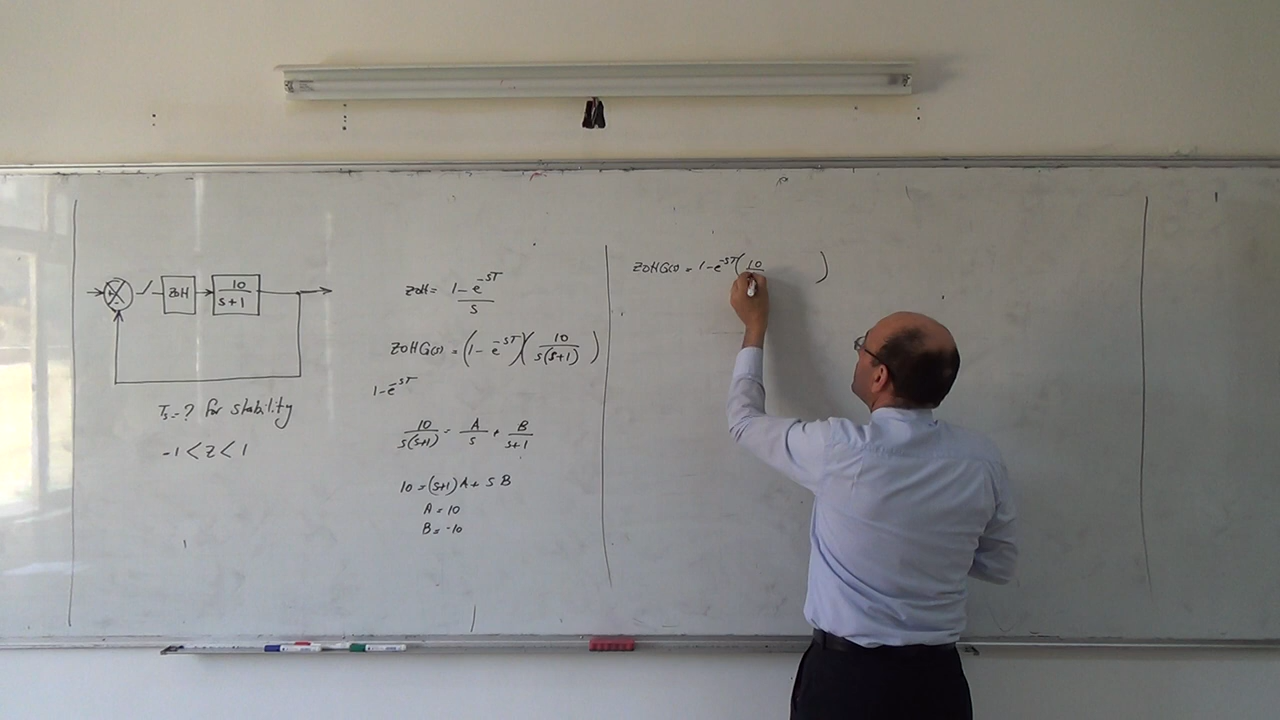 ZOH 10/(s+1)
Ts = ? for stability
-1 < z < 1
ZOH = (1 - e^-ST)/s
ZOHG(s) = (1 - e^-ST)(10/(s(s+1)))
1 - e^-ST
10/(s(s+1)) = A/s + B/(s+1)
10 = (s+1)A + sB
A = 10
B = -10
ZOHG(s) = 1 - e^-ST(10/ )